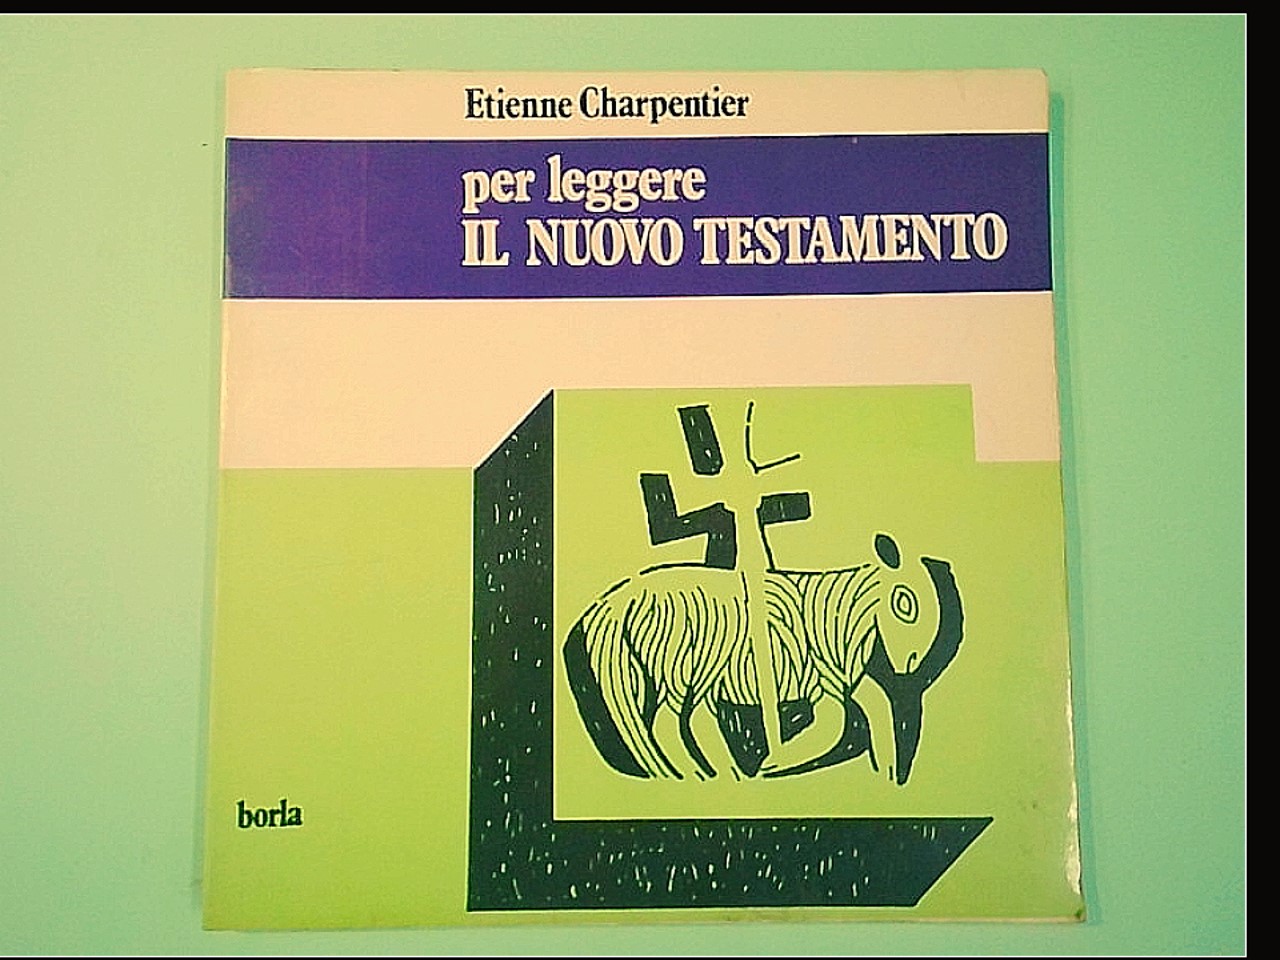 Etienne Charpentier
per leggere
IL NUOVO TESTAMENTO
borla